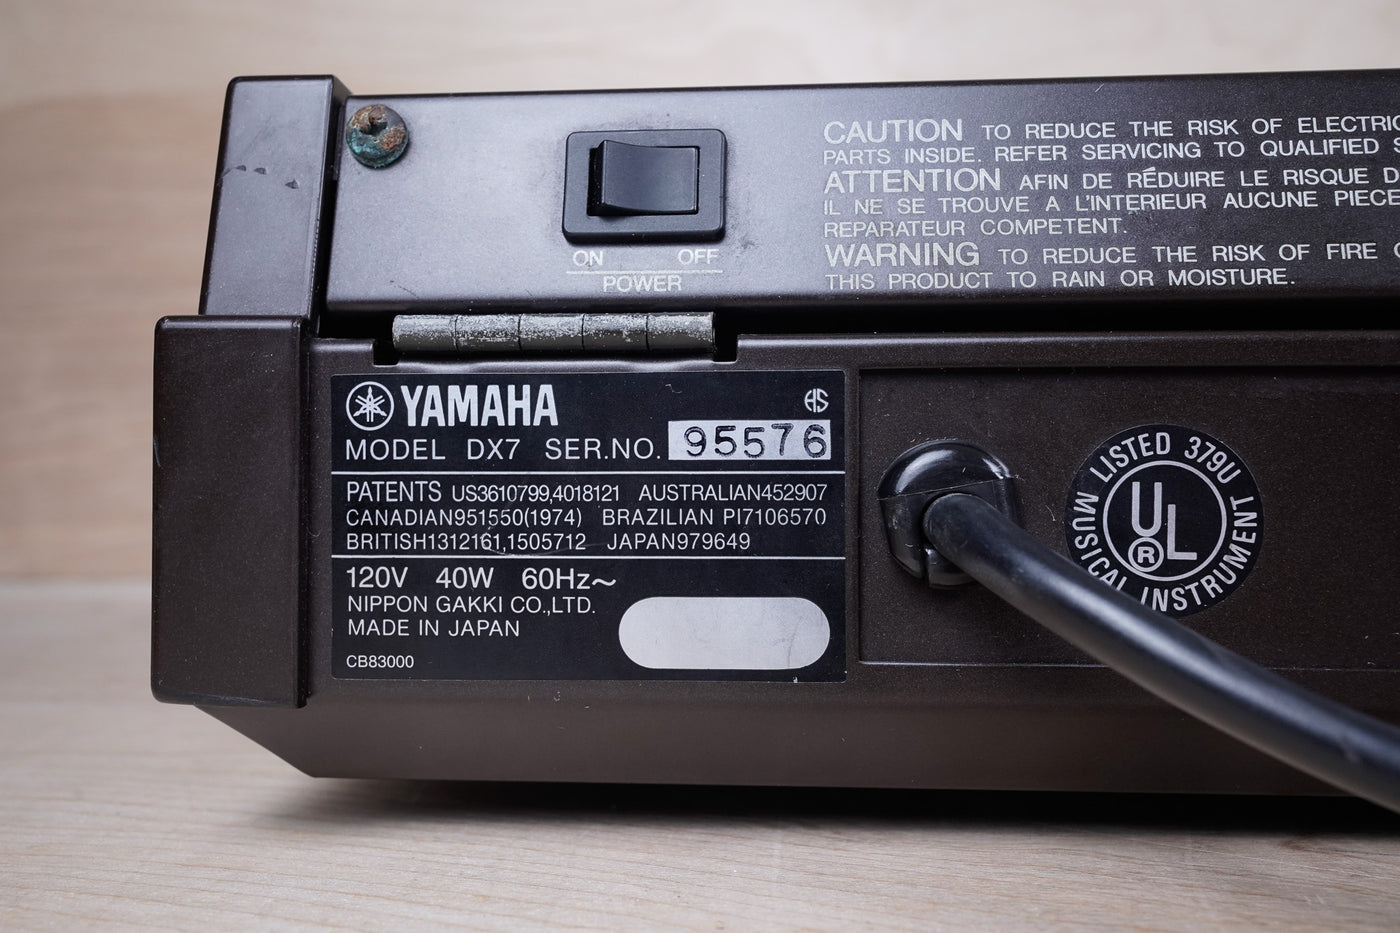 CAUTION TO REDUCE THE RISK OF ELECTRIC
PARTS INSIDE. REFER SERVICING TO QUALIFIED
ATTENTION AFIN DE RÉDUIRE LE RISQUE
IL NE SE TROUVE A L'INTERIEUR AUCUNE PIECE
REPARATEUR COMPETENT.
WARNING TO REDUCE THE RISK OF FIRE
THIS PRODUCT TO RAIN OR MOISTURE.
ON OFF
POWER
YAMAHA
MODEL DX7 SER.NO. 95576
PATENTS US3610799,4018121 AUSTRALIAN452907
CANADIAN951550(1974) BRAZILIAN PI7106570
BRITISH1312161,1505712 JAPAN979649
120V 40W 60Hz~
NIPPON GAKKI CO.,LTD.
MADE IN JAPAN
CB83000
LISTED 379U
UL
R
MUSICAL INSTRUMENT